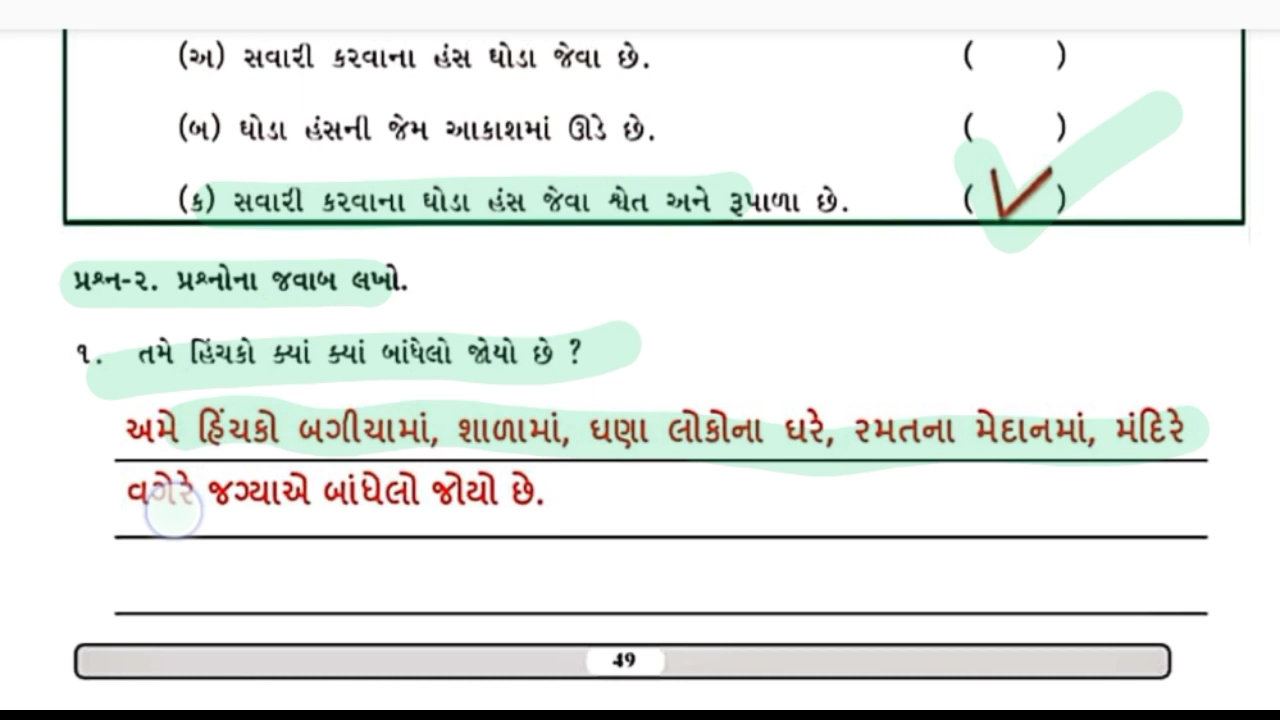 (અ) સવારી કરવાના હંસ ઘોડા જેવા છે. ( )
(બ) ઘોડા હંસની જેમ આકાશમાં ઊડે છે. ( )
(ક) સવારી કરવાના ઘોડા હંસ જેવા શ્વેત અને રૂપાળા છે. ( ✓ )
પ્રશ્ન-૨. પ્રશ્નોના જવાબ લખો.
૧. તમે હિંચકો ક્યાં ક્યાં બાંધેલો જોયો છે ?
અમે હિંચકો બગીચામાં, શાળામાં, ઘણા લોકોના ઘરે, રમતના મેદાનમાં, મંદિરે
વગેરે જગ્યાએ બાંધેલો જોયો છે.
49